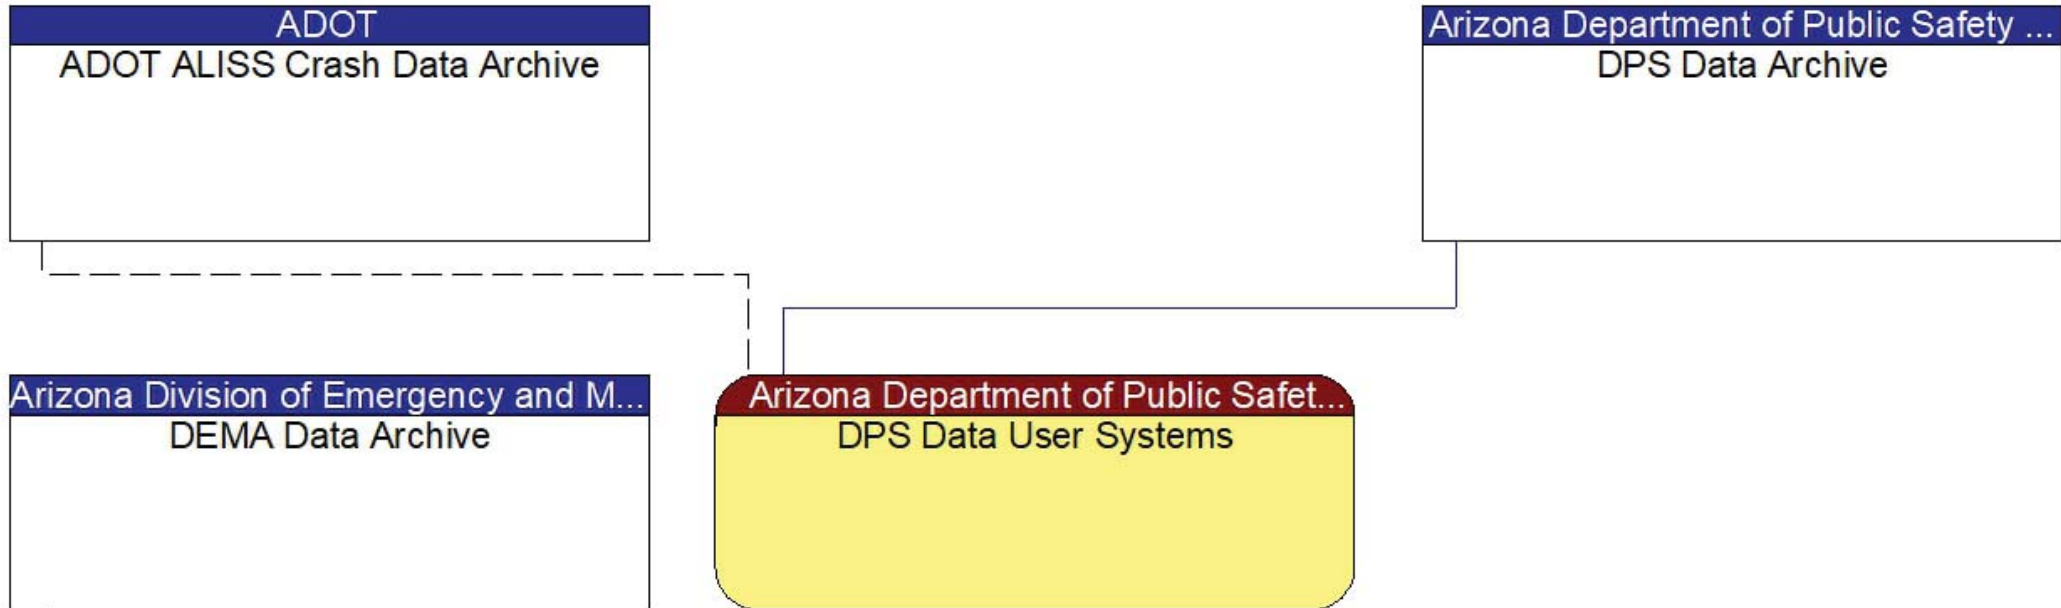 ADOT
ADOT ALISS Crash Data Archive
Arizona Department of Public Safety ...
DPS Data Archive
Arizona Division of Emergency and M...
DEMA Data Archive
Arizona Department of Public Safet...
DPS Data User Systems